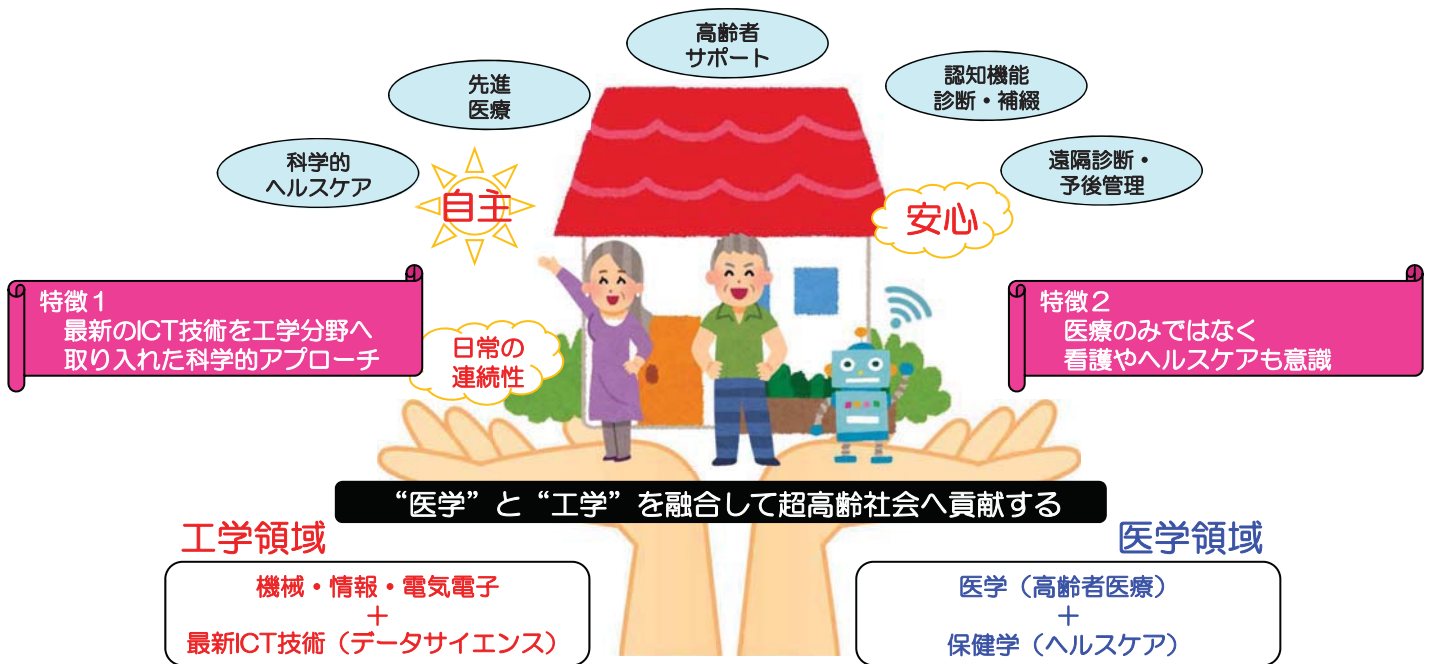 高齢者
サポート
先進
医療
認知機能
診断・補綴
科学的
ヘルスケア
遠隔診断・
予後管理
自主
安心
特徴1
最新のICT技術を工学分野へ
取り入れた科学的アプローチ
特徴2
医療のみではなく
看護やヘルスケアも意識
日常の
連続性
“医学”と“工学”を融合して超高齢社会へ貢献する
工学領域
機械・情報・電気電子
+
最新ICT技術（データサイエンス）
医学領域
医学（高齢者医療）
+
保健学（ヘルスケア）